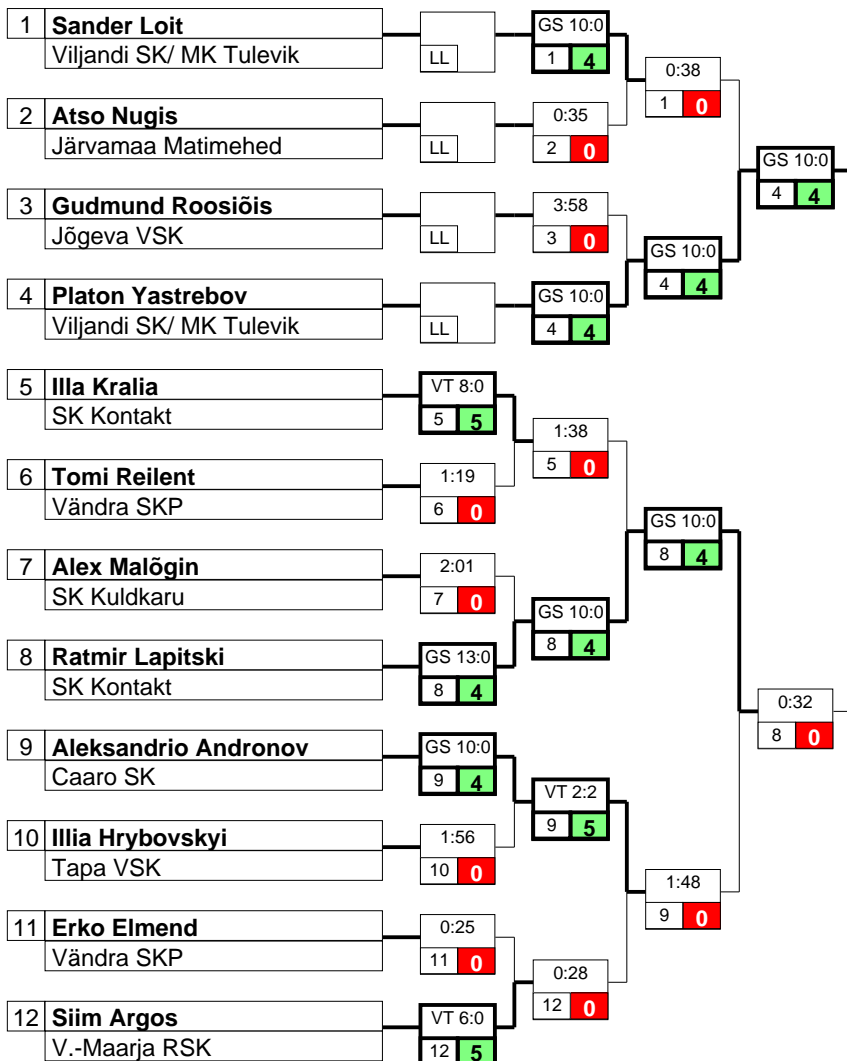 1 Sander Loit
Viljandi SK/ MK Tulevik
LL
GS 10:0
1 4
0:38
1 0
2 Atso Nugis
Järvamaa Matimehed
LL
0:35
2 0
GS 10:0
4 4
3 Gudmund Roosiõis
Jõgeva VSK
LL
3:58
3 0
GS 10:0
4 4
4 Platon Yastrebov
Viljandi SK/ MK Tulevik
LL
GS 10:0
4 4
5 Illa Kralia
SK Kontakt
VT 8:0
5 5
1:38
5 0
6 Tomi Reilent
Vändra SKP
1:19
6 0
GS 10:0
8 4
7 Alex Malõgin
SK Kuldkaru
2:01
7 0
GS 10:0
8 4
8 Ratmir Lapitski
SK Kontakt
GS 13:0
8 4
0:32
8 0
9 Aleksandrio Andronov
Caaro SK
GS 10:0
9 4
VT 2:2
9 5
10 Illia Hrybovskyi
Tapa VSK
1:56
10 0
1:48
9 0
11 Erko Elmend
Vändra SKP
0:25
11 0
0:28
12 0
12 Siim Argos
V.-Maarja RSK
VT 6:0
12 5